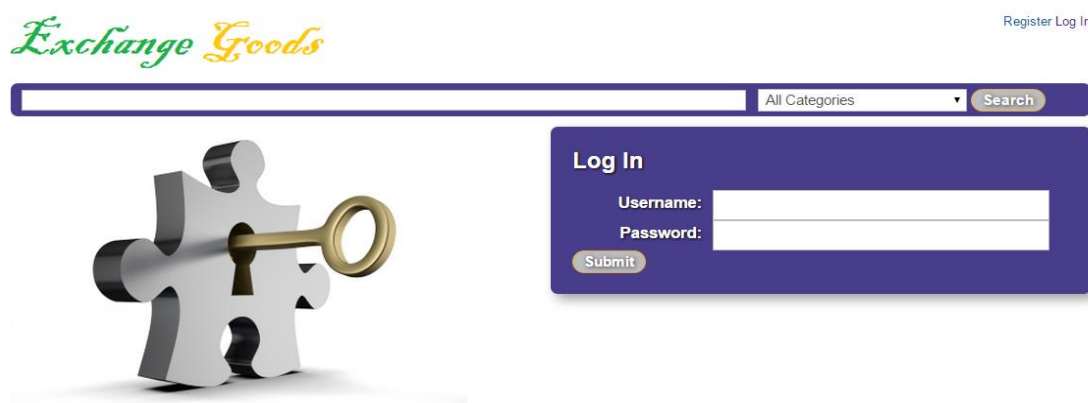 Exchange Goods
Register Log In
All Categories Search
Log In
Username:
Password:
Submit